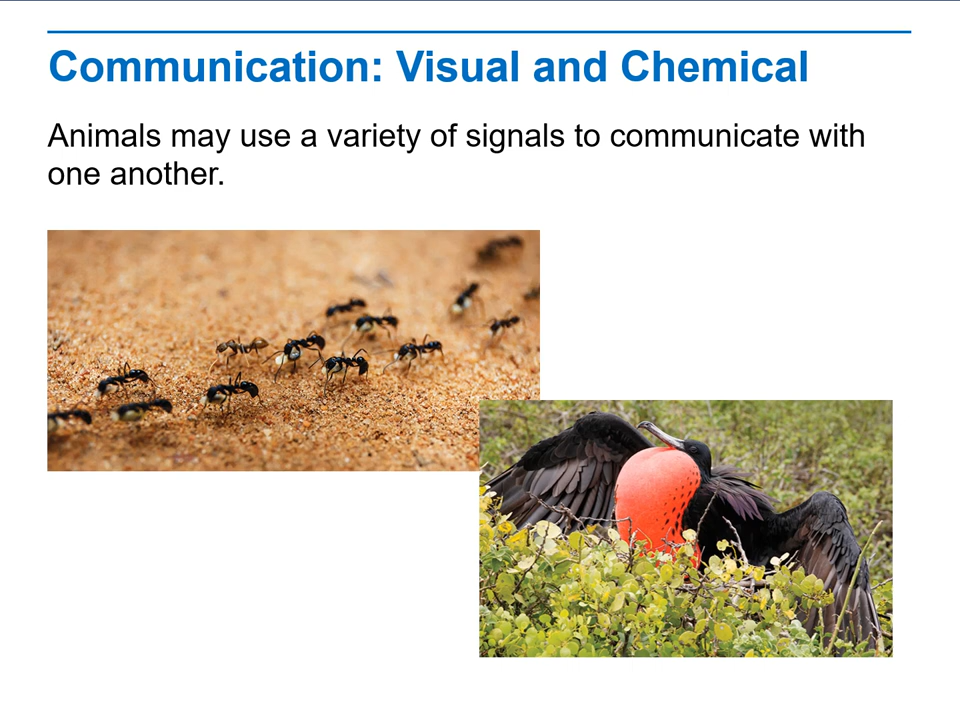 Communication: Visual and Chemical
Animals may use a variety of signals to communicate with
one another.